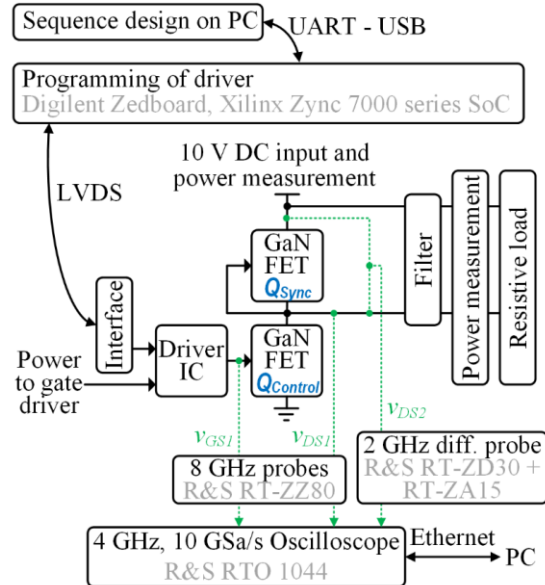 Sequence design on PC
UART - USB
Programming of driver
Digilent Zedboard, Xilinx Zync 7000 series SoC
10 V DC input and
power measurement
LVDS
GaN
FET
QSync
Filter
Power measurement
Resistive load
Interface
Driver
IC
GaN
FET
QControl
Power
to gate
driver
vGS1
vDS1
vDS2
8 GHz probes
R&S RT-ZZ80
2 GHz diff. probe
R&S RT-ZD30 +
RT-ZA15
4 GHz, 10 GSa/s Oscilloscope
R&S RTO 1044
Ethernet
PC